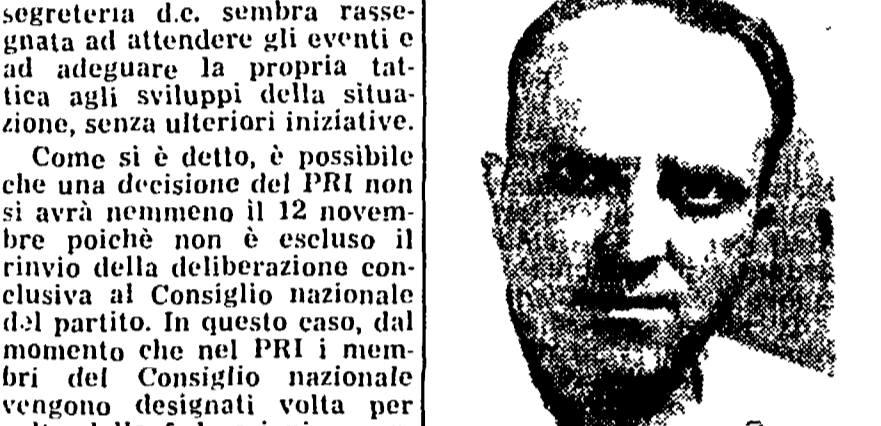 segreteria d.c. sembra rasse-
gnata ad attendere gli eventi e
ad adeguare la propria tat-
tica agli sviluppi della situa-
zione, senza ulteriori iniziative.
Come si è detto, è possibile
che una decisione del PRI non
si avrà nemmeno il 12 novem-
bre poichè non è escluso il
rinvio della deliberazione con-
clusiva al Consiglio nazionale
del partito. In questo caso, dal
momento che nel PRI i mem-
bri del Consiglio nazionale
vengono designati volta per